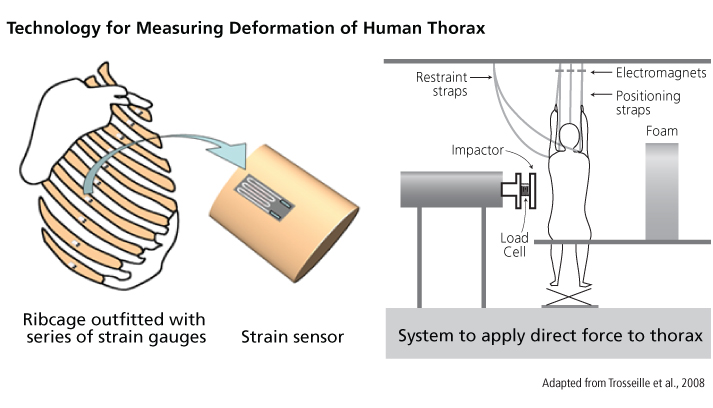 Technology for Measuring Deformation of Human Thorax
Restraint
straps
Electromagnets
Positioning
straps
Foam
Impactor
Load
Cell
Ribcage outfitted with
series of strain gauges
Strain sensor
System to apply direct force to thorax
Adapted from Trosseille et al., 2008